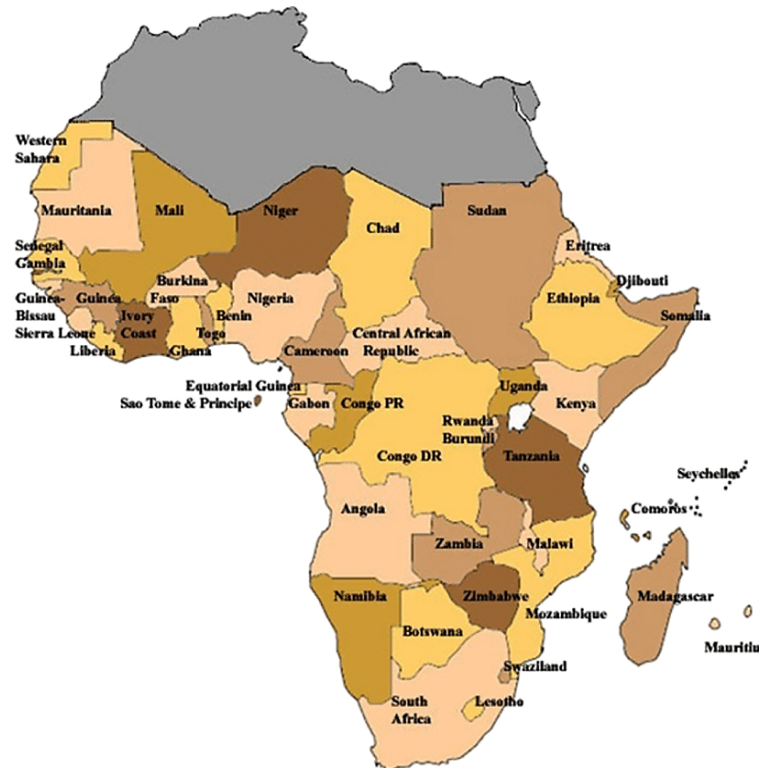 Western
Sahara
Mauritania
Mali
Niger
Chad
Sudan
Eritrea
Senegal
Gambia
Djibouti
Burkina
Faso
Guinea-
Bissau
Guinea
Ivory
Coast
Nigeria
Benin
Ethiopia
Somalia
Sierra Leone
Liberia
Ghana
Togo
Cameroon
Central African
Republic
Equatorial Guinea
Sao Tome & Principe
Gabon
Congo PR
Uganda
Kenya
Rwanda
Burundi
Congo DR
Tanzania
Seychelles
Comoros
Angola
Zambia
Malawi
Namibia
Zimbabwe
Mozambique
Madagascar
Botswana
Mauritiu
Swaziland
South
Africa
Lesotho